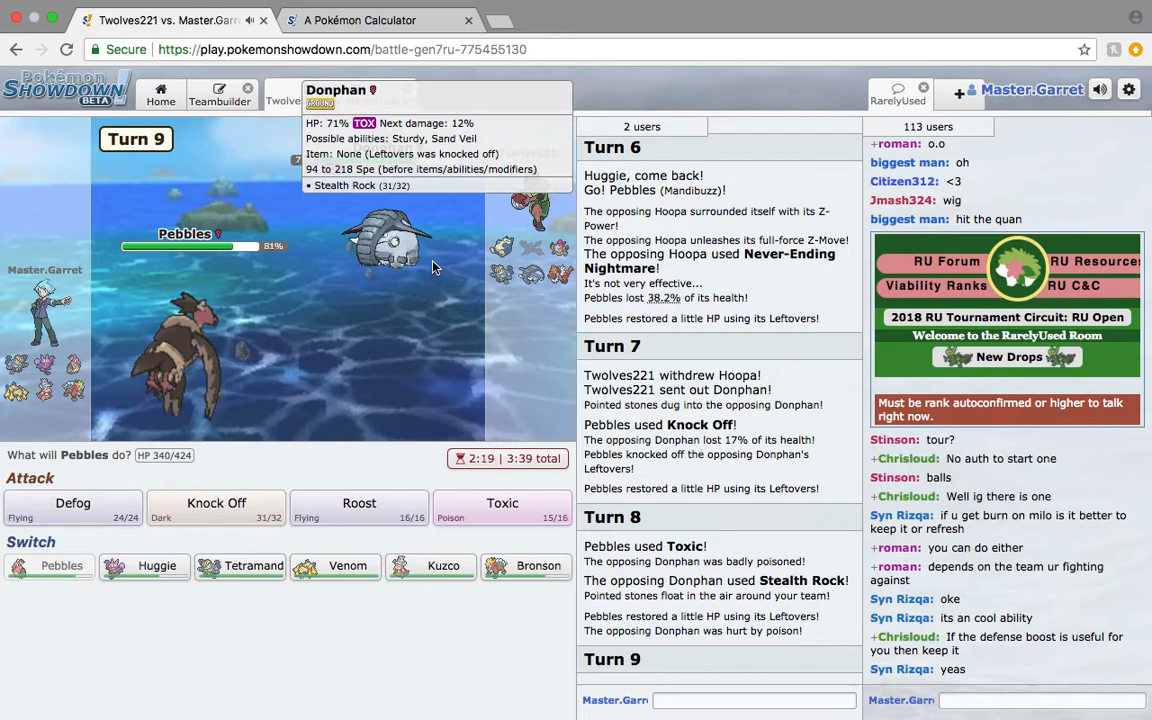 Twolves221 vs. Master.Garr
A Pokémon Calculator
Secure
https://play.pokemonshowdown.com/battle-gen7ru-775455130
Pokémon
SHOWDOWN!
BETA
Home
Teambuilder
Twolve
RarelyUsed
Master.Garret
Donphan
GROUND
HP: 71% TOX Next damage: 12%
Possible abilities: Sturdy, Sand Veil
Item: None (Leftovers was knocked off)
94 to 218 Spe (before items/abilities/modifiers)
• Stealth Rock (31/32)
Turn 9
Pebbles
81%
Master.Garret
What will Pebbles do? HP 340/424
2:19 | 3:39 total
Attack
Defog
Flying 24/24
Knock Off
Dark 31/32
Roost
Flying 16/16
Toxic
Poison 15/16
Switch
Pebbles
Huggie
Tetramand
Venom
Kuzco
Bronson
2 users
Turn 6
Huggie, come back!
Go! Pebbles (Mandibuzz)!
The opposing Hoopa surrounded itself with its Z-
Power!
The opposing Hoopa unleashes its full-force Z-Move!
The opposing Hoopa used Never-Ending
Nightmare!
It's not very effective...
Pebbles lost 38.2% of its health!
Pebbles restored a little HP using its Leftovers!
Turn 7
Twolves221 withdrew Hoopa!
Twolves221 sent out Donphan!
Pointed stones dug into the opposing Donphan!
Pebbles used Knock Off!
The opposing Donphan lost 17% of its health!
Pebbles knocked off the opposing Donphan's
Leftovers!
Pebbles restored a little HP using its Leftovers!
Turn 8
Pebbles used Toxic!
The opposing Donphan was badly poisoned!
The opposing Donphan used Stealth Rock!
Pointed stones float in the air around your team!
Pebbles restored a little HP using its Leftovers!
The opposing Donphan was hurt by poison!
Turn 9
Master.Garr
113 users
roman: o.o
biggest man: oh
Citizen312: <3
Jmash324: wig
biggest man: hit the quan
RU Forum
RU Resources
Viability Ranks
RU C&C
2018 RU Tournament Circuit: RU Open
Welcome to the RarelyUsed Room
New Drops
Must be rank autoconfirmed or higher to talk
right now.
Stinson: tour?
+Chrisloud: No auth to start one
Stinson: balls
+Chrisloud: Well ig there is one
Syn Rizqa: if u get burn on milo is it better to
keep it or refresh
+roman: you can do either
+roman: depends on the team ur fighting
against
Syn Rizqa: oke
Syn Rizqa: its an cool ability
+Chrisloud: If the defense boost is useful for
you then keep it
Syn Rizqa: yeas
Master.Garr